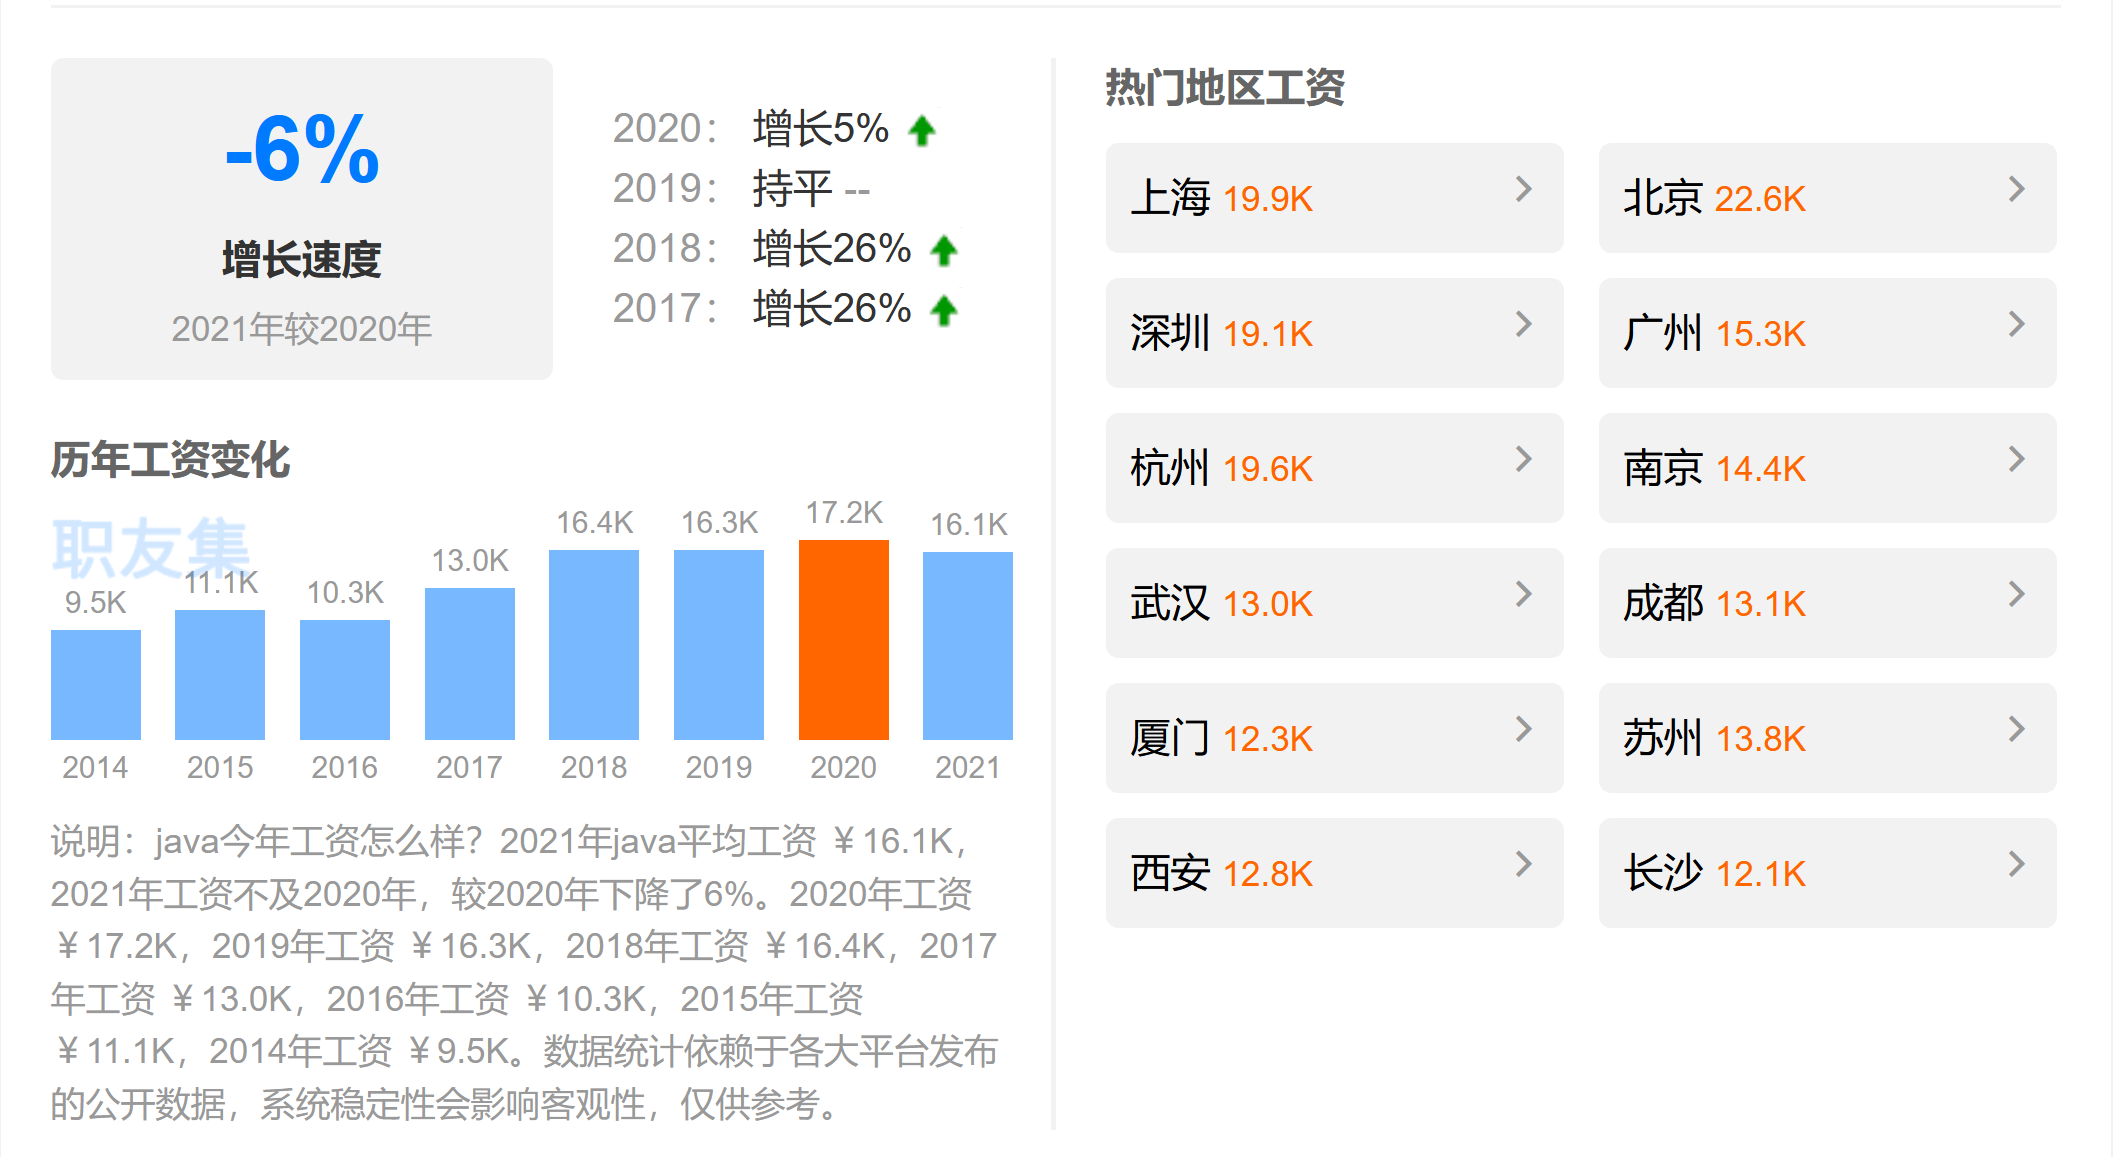 -6%
增长速度
2021年较2020年
2020： 增长5%
2019： 持平 --
2018： 增长26%
2017： 增长26%
历年工资变化
职友集
9.5K 11.1K 10.3K 13.0K 16.4K 16.3K 17.2K 16.1K
2014 2015 2016 2017 2018 2019 2020 2021
说明：java今年工资怎么样？2021年java平均工资 ￥16.1K，
2021年工资不及2020年，较2020年下降了6%。2020年工资
￥17.2K，2019年工资 ￥16.3K，2018年工资 ￥16.4K，2017
年工资 ￥13.0K，2016年工资 ￥10.3K，2015年工资
￥11.1K，2014年工资 ￥9.5K。数据统计依赖于各大平台发布
的公开数据，系统稳定性会影响客观性，仅供参考。
热门地区工资
上海 19.9K
北京 22.6K
深圳 19.1K
广州 15.3K
杭州 19.6K
南京 14.4K
武汉 13.0K
成都 13.1K
厦门 12.3K
苏州 13.8K
西安 12.8K
长沙 12.1K